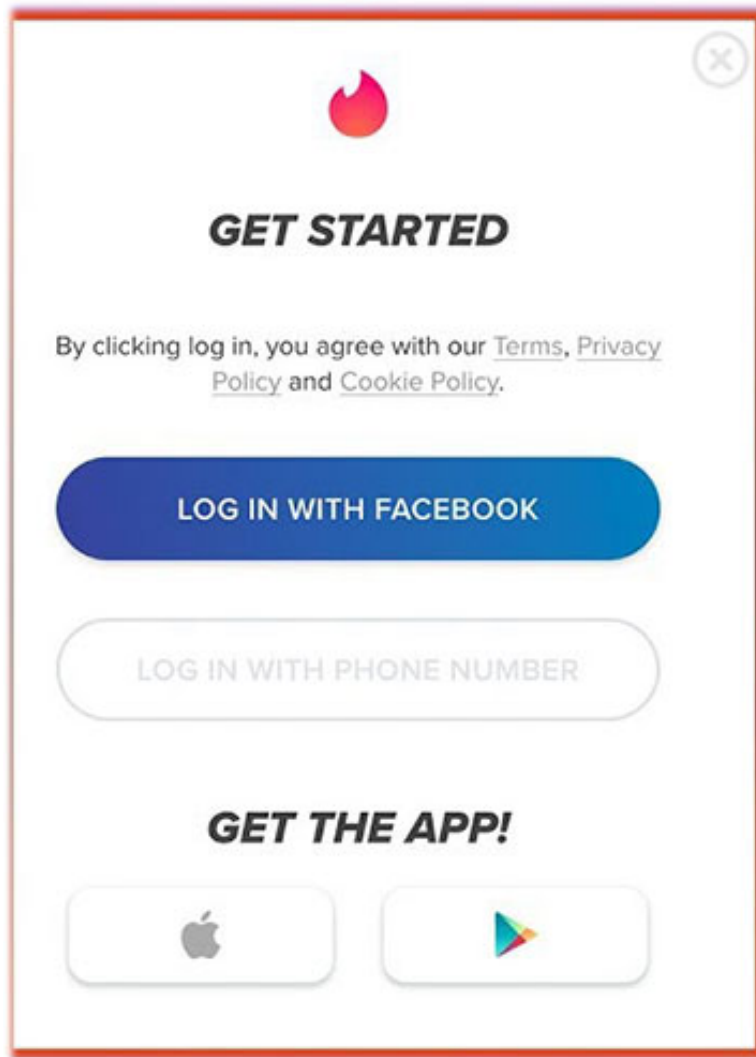 GET STARTED
By clicking log in, you agree with our Terms, Privacy
Policy and Cookie Policy.
LOG IN WITH FACEBOOK
LOG IN WITH PHONE NUMBER
GET THE APP!